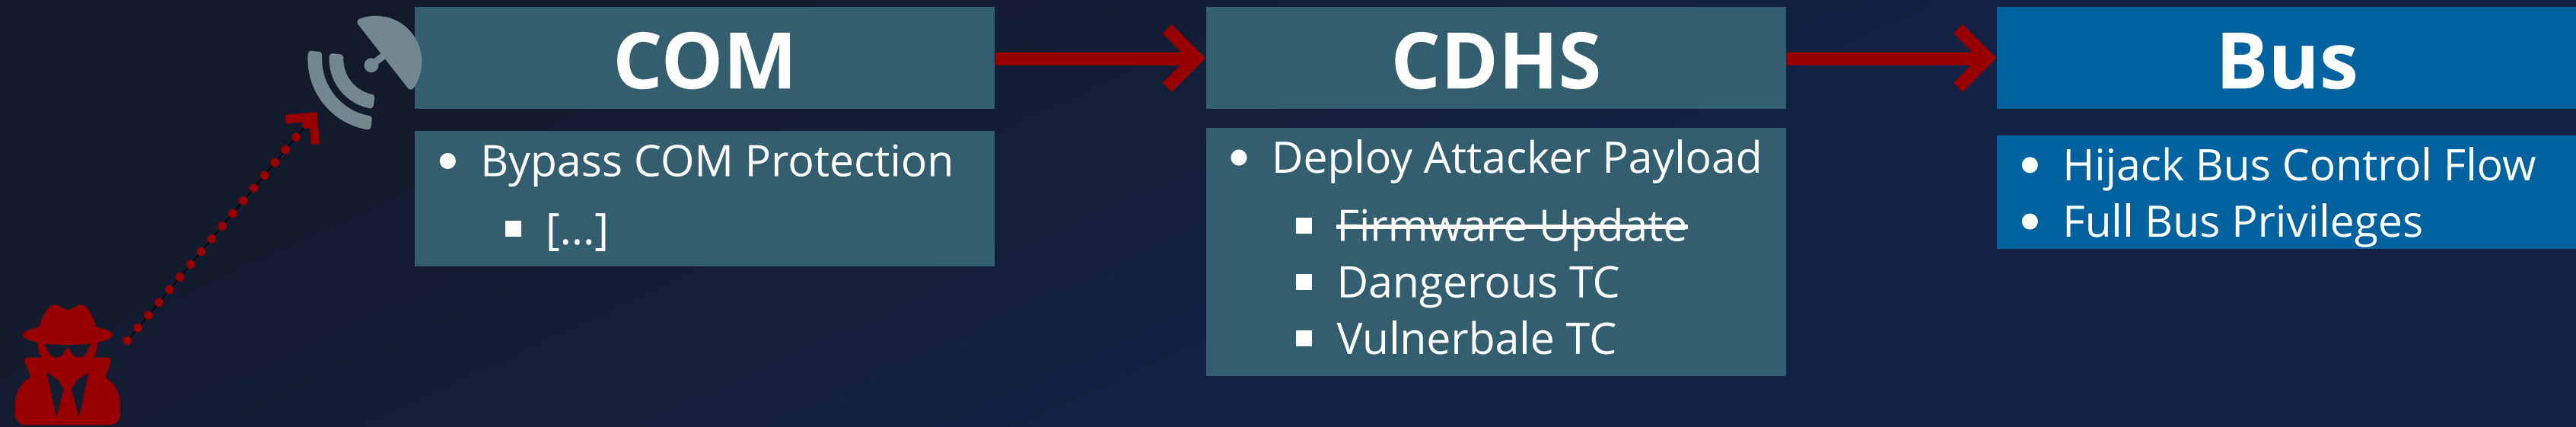 COM
Bypass COM Protection
[...]
CDHS
Deploy Attacker Payload
Firmware Update
Dangerous TC
Vulnerbale TC
Bus
Hijack Bus Control Flow
Full Bus Privileges